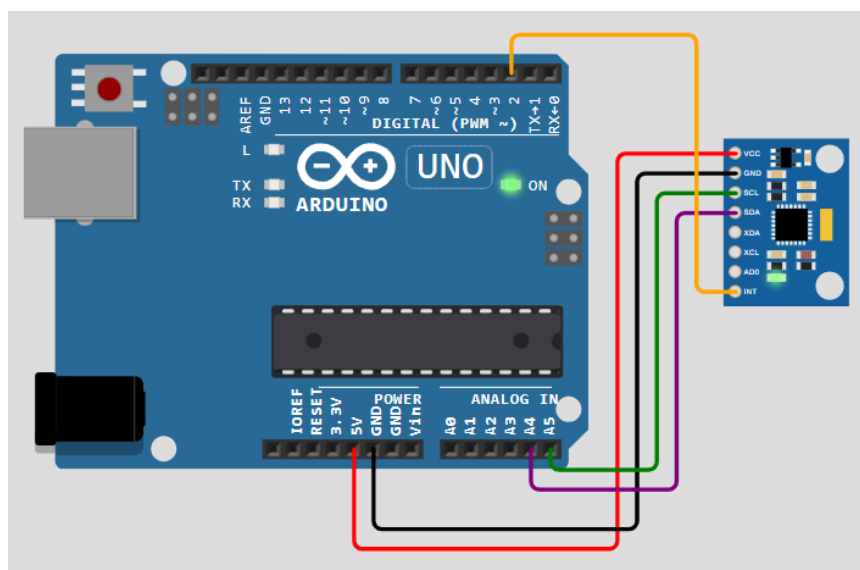 AREF
GND
13
12
~11
~10
~9
8
7
~6
~5
4
~3
2
TX→1
RX←0
DIGITAL (PWM ~)
L
UNO
TX
RX
ON
ARDUINO
VCC
GND
SCL
SDA
XDA
XCL
AD0
INT
POWER
ANALOG IN
IOREF
RESET
3.3V
5V
GND
GND
Vin
A0
A1
A2
A3
A4
A5